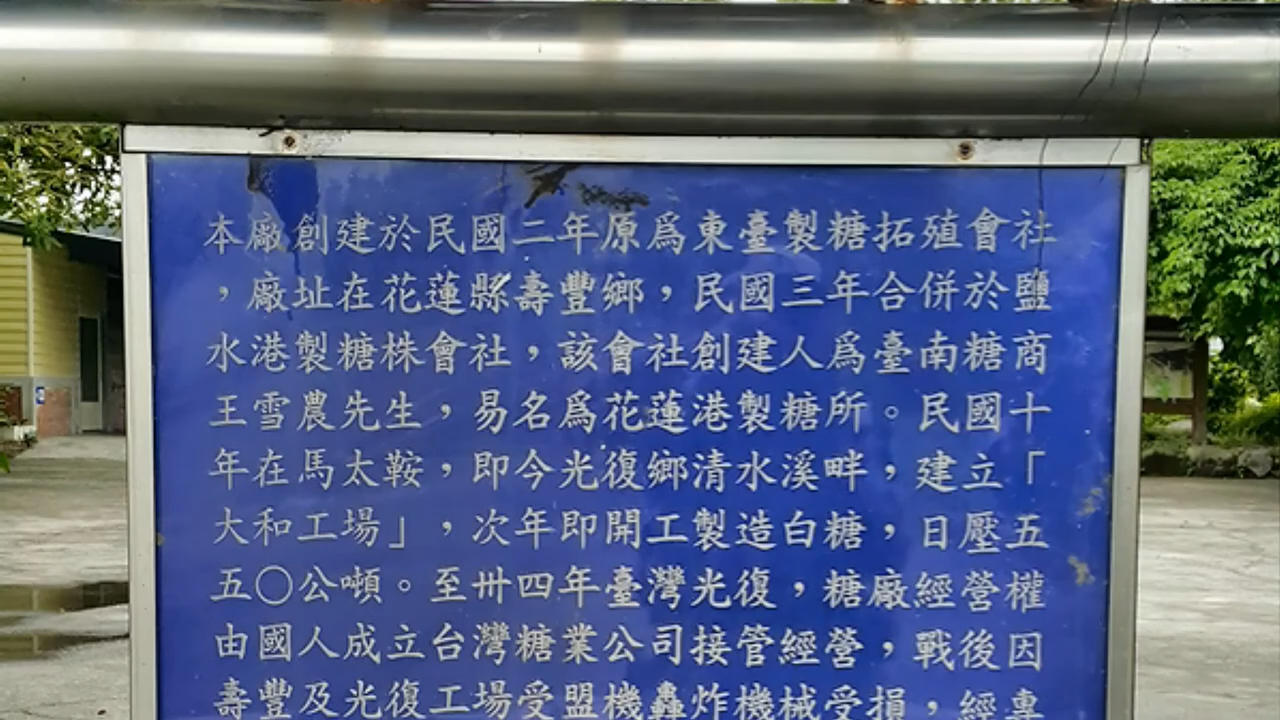 本廠創建於民國二年原爲東臺製糖拓殖會社
，廠址在花蓮縣壽豐鄉，民國三年合併於鹽
水港製糖株會社，該會社創建人爲臺南糖商
王雪農先生，易名爲花蓮港製糖所。民國十
年在馬太鞍，即今光復鄉清水溪畔，建立「
大和工場」，次年即開工製造白糖，日壓五
五〇公噸。至卅四年臺灣光復，糖廠經營權
由國人成立台灣糖業公司接管經營，戰後因
壽豐及光復工場受盟機轟炸機械受損，經專